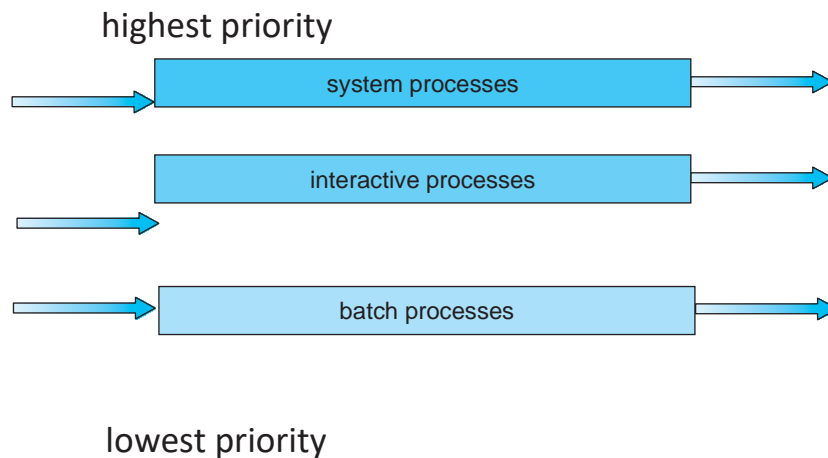 highest priority
system processes
interactive processes
batch processes
lowest priority